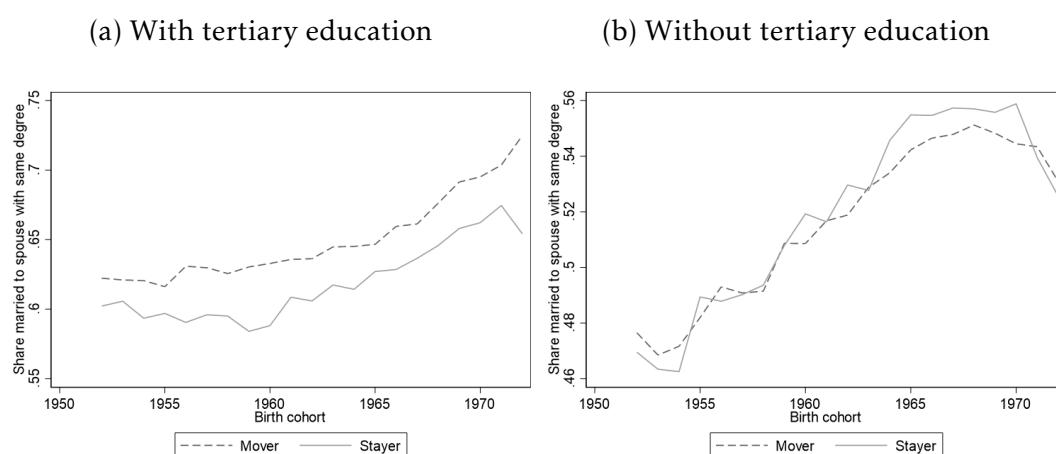 (a) With tertiary education
Share married to spouse with same degree
.75
.7
.65
.6
.55
1950 1955 1960 1965 1970
Birth cohort
Mover Stayer
(b) Without tertiary education
Share married to spouse with same degree
.56
.54
.52
.5
.48
.46
1950 1955 1960 1965 1970
Birth cohort
Mover Stayer